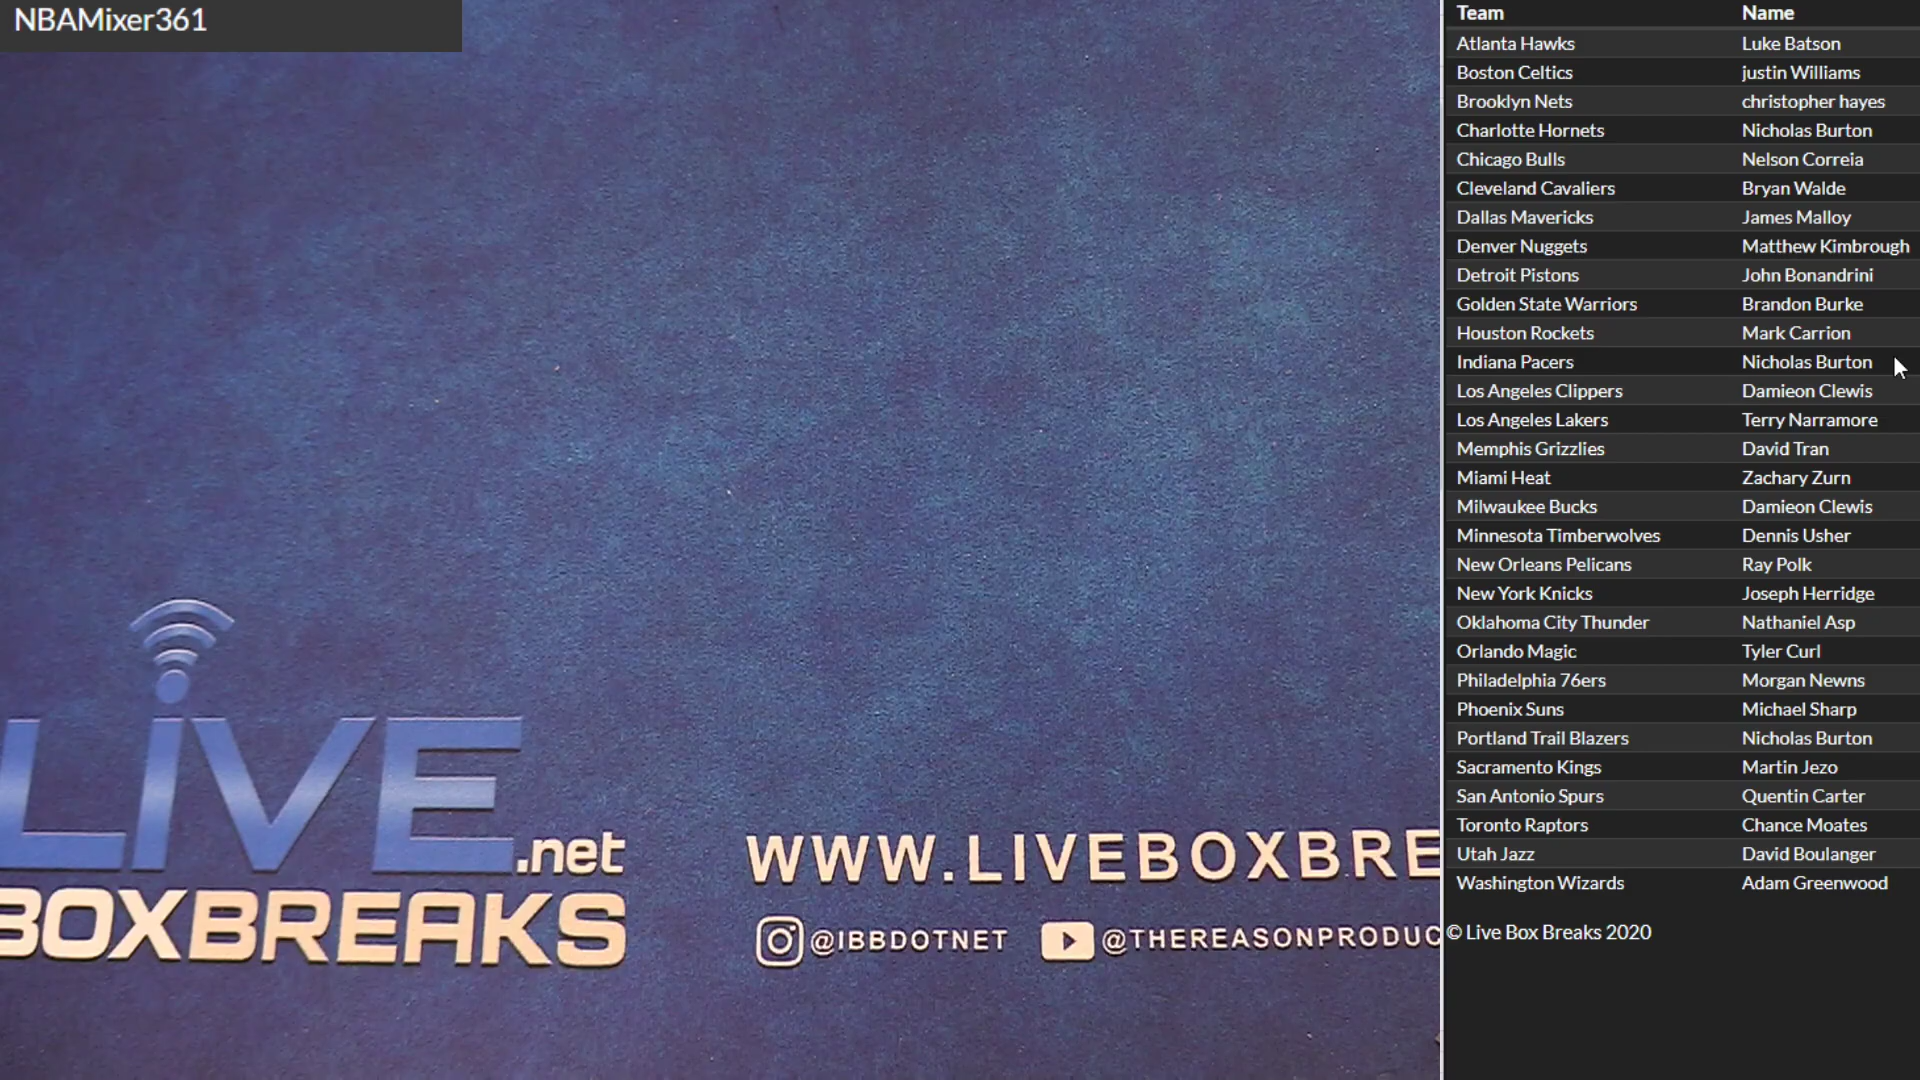 NBAMixer361
Team Name
Atlanta Hawks Luke Batson
Boston Celtics justin Williams
Brooklyn Nets christopher hayes
Charlotte Hornets Nicholas Burton
Chicago Bulls Nelson Correia
Cleveland Cavaliers Bryan Walde
Dallas Mavericks James Malloy
Denver Nuggets Matthew Kimbrough
Detroit Pistons John Bonandrini
Golden State Warriors Brandon Burke
Houston Rockets Mark Carrion
Indiana Pacers Nicholas Burton
Los Angeles Clippers Damieon Clewis
Los Angeles Lakers Terry Narramore
Memphis Grizzlies David Tran
Miami Heat Zachary Zurn
Milwaukee Bucks Damieon Clewis
Minnesota Timberwolves Dennis Usher
New Orleans Pelicans Ray Polk
New York Knicks Joseph Herridge
Oklahoma City Thunder Nathaniel Asp
Orlando Magic Tyler Curl
Philadelphia 76ers Morgan Newns
Phoenix Suns Michael Sharp
Portland Trail Blazers Nicholas Burton
Sacramento Kings Martin Jezo
San Antonio Spurs Quentin Carter
Toronto Raptors Chance Moates
Utah Jazz David Boulanger
Washington Wizards Adam Greenwood
© Live Box Breaks 2020
LIVE.net
BOXBREAKS
WWW.LIVEBOXBRE
@IBBDOTNET @THEREASONPRODUC